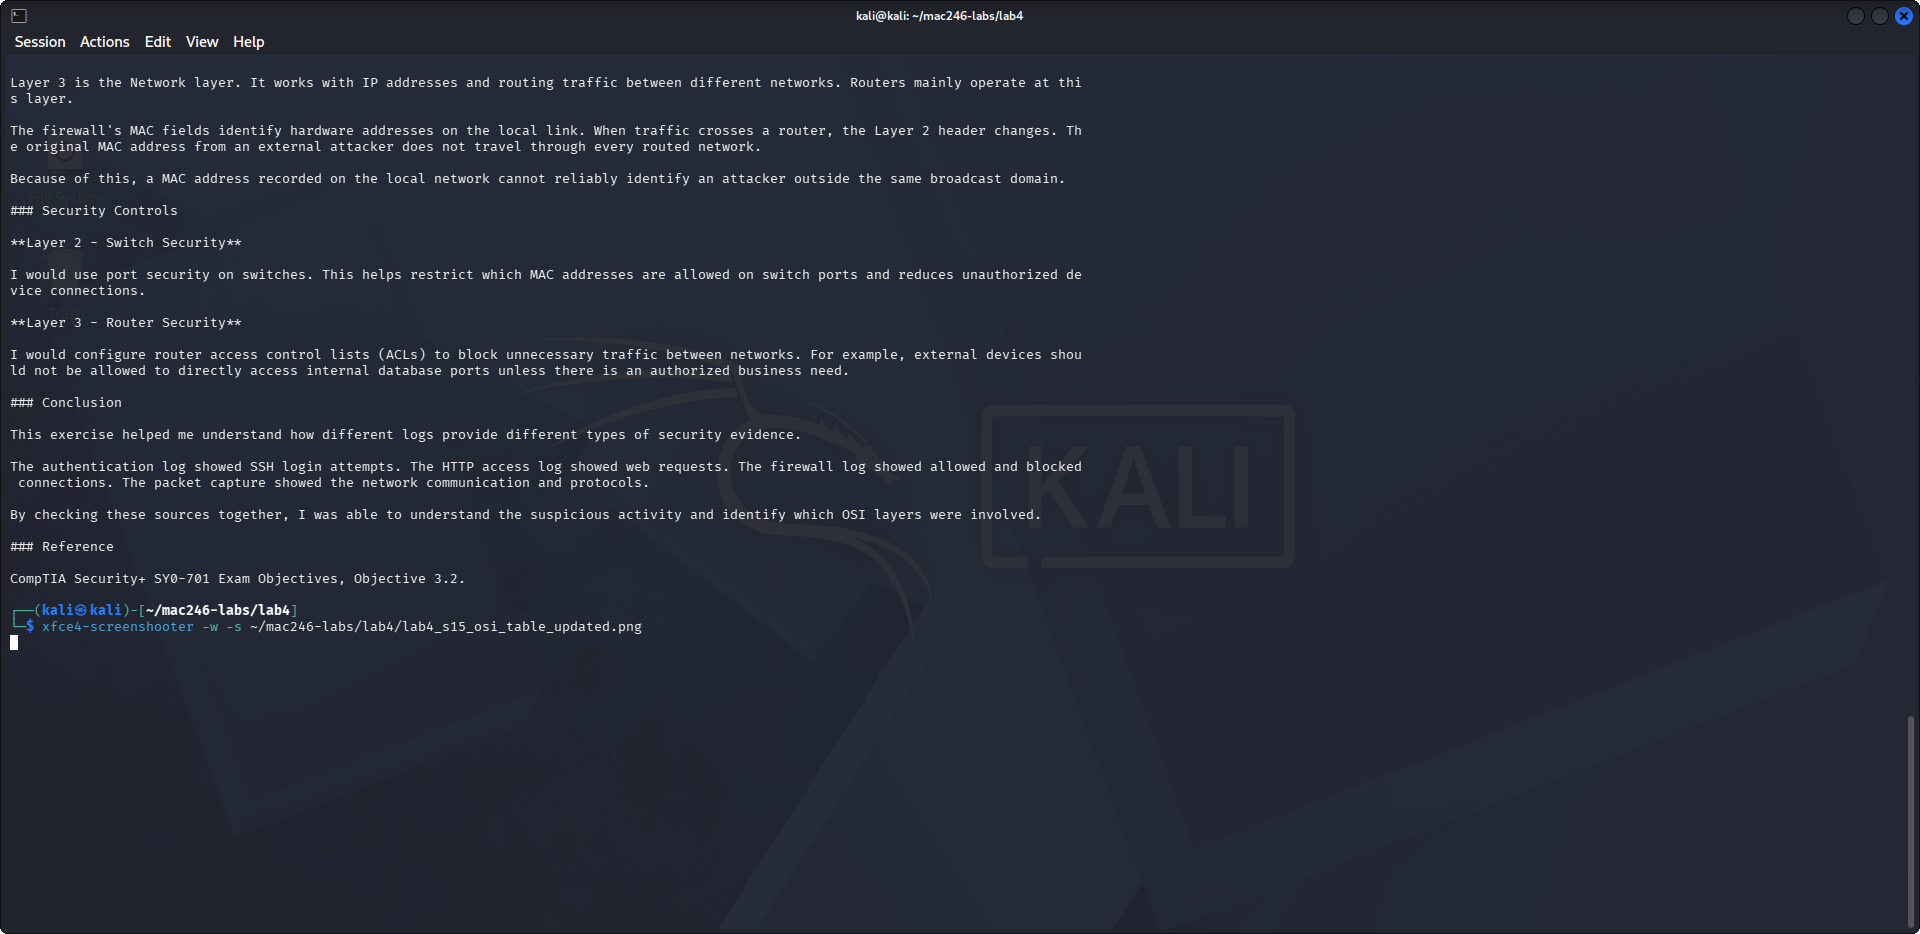 kali@kali: ~/mac246-labs/lab4
Session Actions Edit View Help
Layer 3 is the Network layer. It works with IP addresses and routing traffic between different networks. Routers mainly operate at thi
s layer.
The firewall's MAC fields identify hardware addresses on the local link. When traffic crosses a router, the Layer 2 header changes. Th
e original MAC address from an external attacker does not travel through every routed network.
Because of this, a MAC address recorded on the local network cannot reliably identify an attacker outside the same broadcast domain.
### Security Controls
**Layer 2 - Switch Security**
I would use port security on switches. This helps restrict which MAC addresses are allowed on switch ports and reduces unauthorized de
vice connections.
**Layer 3 - Router Security**
I would configure router access control lists (ACLs) to block unnecessary traffic between networks. For example, external devices shou
ld not be allowed to directly access internal database ports unless there is an authorized business need.
### Conclusion
This exercise helped me understand how different logs provide different types of security evidence.
The authentication log showed SSH login attempts. The HTTP access log showed web requests. The firewall log showed allowed and blocked
 connections. The packet capture showed the network communication and protocols.
By checking these sources together, I was able to understand the suspicious activity and identify which OSI layers were involved.
### Reference
CompTIA Security+ SY0-701 Exam Objectives, Objective 3.2.
┌──(kali㉿kali)-[~/mac246-labs/lab4]
└─$ xfce4-screenshooter -w -s ~/mac246-labs/lab4/lab4_s15_osi_table_updated.png
KALI